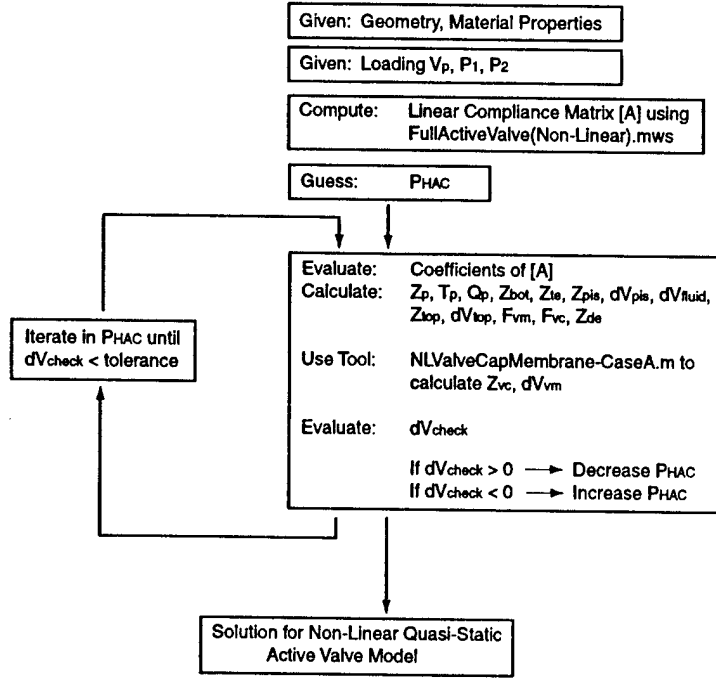 Given: Geometry, Material Properties
Given: Loading Vp, P1, P2
Compute: Linear Compliance Matrix [A] using
FullActiveValve(Non-Linear).mws
Guess: PHAC
Evaluate: Coefficients of [A]
Calculate: Zp, Tp, Qp, Zbot, Zte, Zpis, dVpis, dVfluid,
Ztop, dVtop, Fvm, Fvc, Zde
Use Tool: NLValveCapMembrane-CaseA.m to
calculate Zvc, dVvm
Evaluate: dVcheck
If dVcheck > 0 → Decrease PHAC
If dVcheck < 0 → Increase PHAC
Iterate in PHAC until
dVcheck < tolerance
Solution for Non-Linear Quasi-Static
Active Valve Model